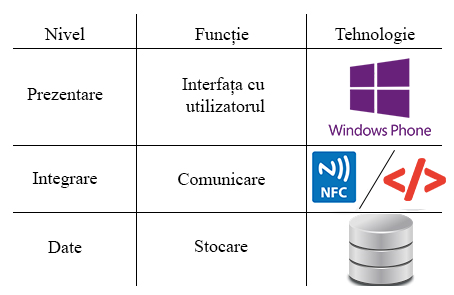 Nivel Funcție Tehnologie
Prezentare
Interfața cu
utilizatorul
Windows Phone
Integrare Comunicare
NFC
</>
Date Stocare